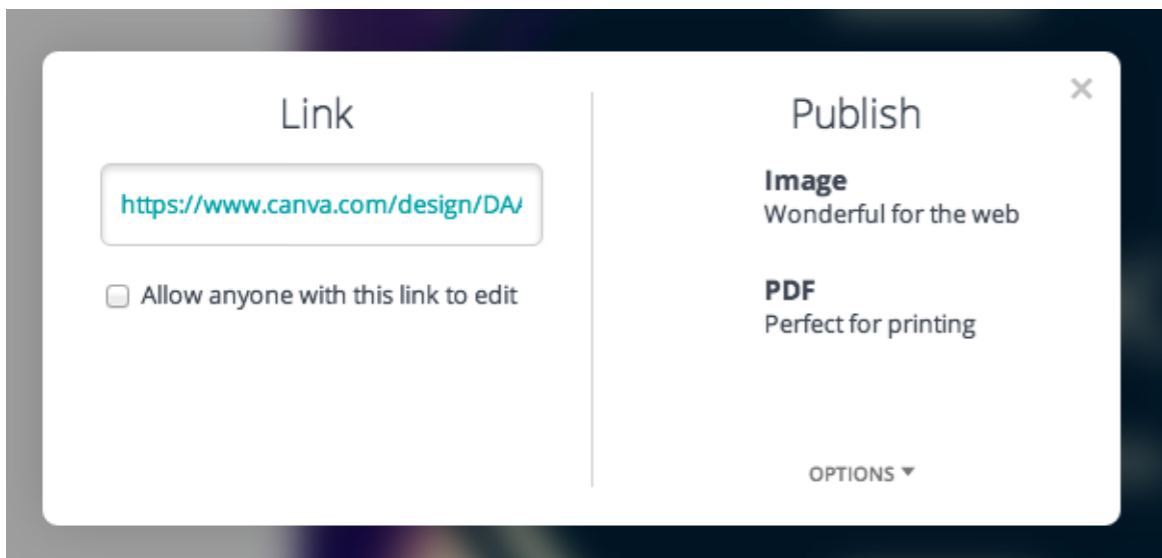 Link
https://www.canva.com/design/DAA
Allow anyone with this link to edit
Publish
Image
Wonderful for the web
PDF
Perfect for printing
OPTIONS